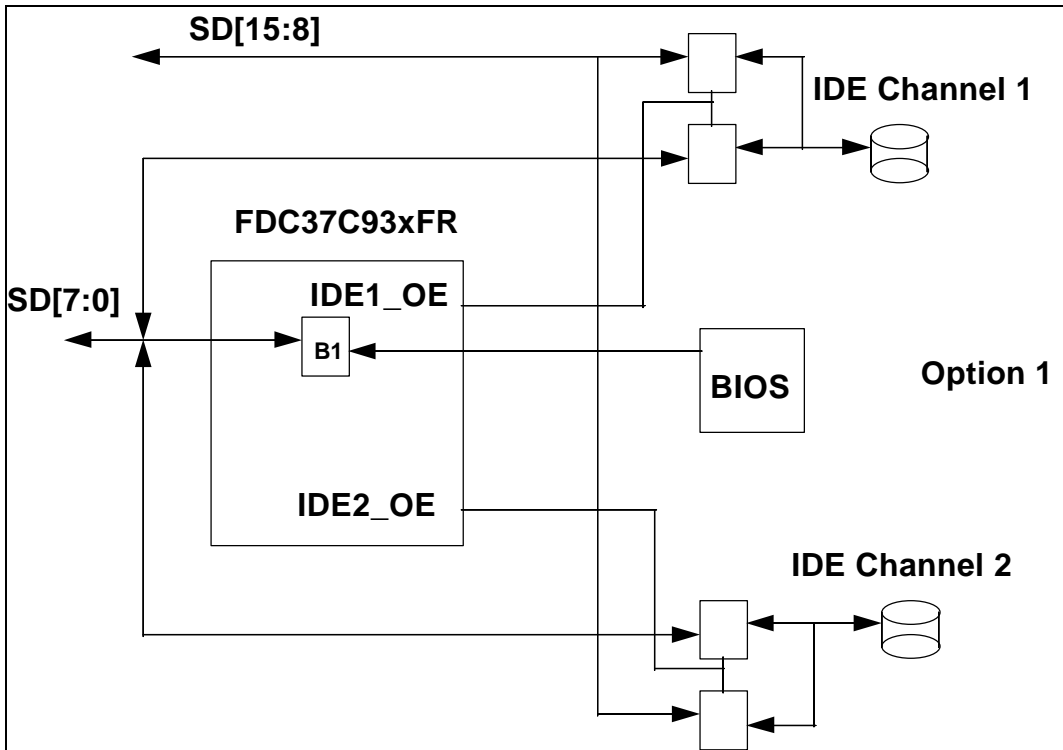 SD[15:8]
IDE Channel 1
FDC37C93xFR
IDE1_OE
SD[7:0]
B1
BIOS
Option 1
IDE2_OE
IDE Channel 2